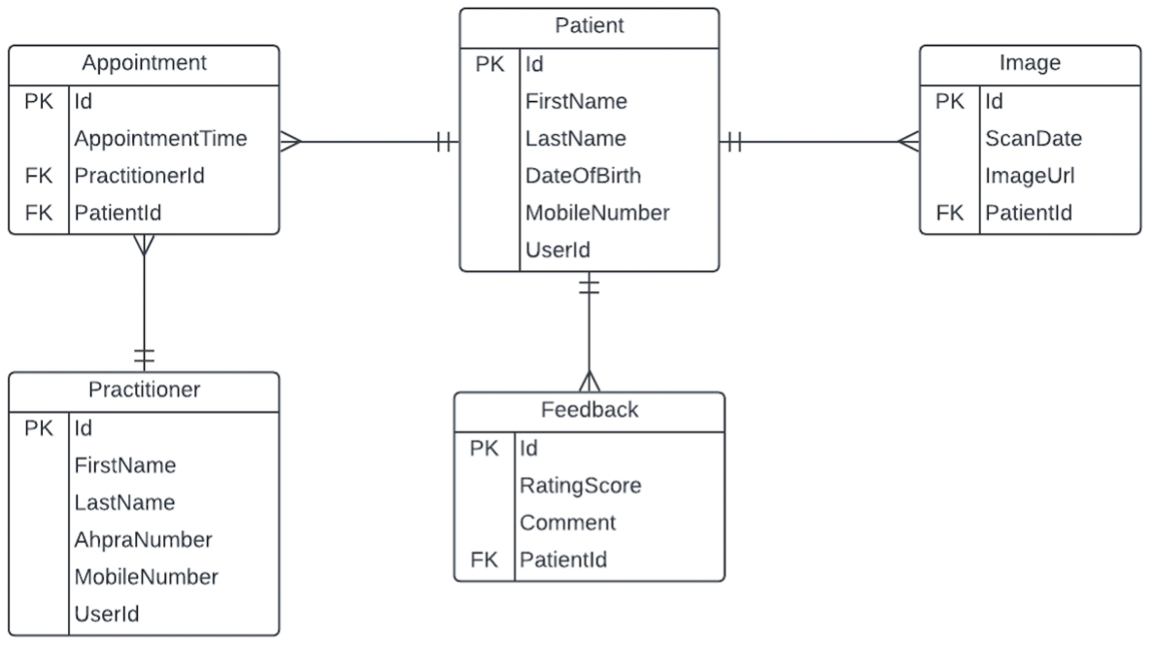 Appointment
PK Id
AppointmentTime
FK PractitionerId
FK PatientId
Patient
PK Id
FirstName
LastName
DateOfBirth
MobileNumber
UserId
Image
PK Id
ScanDate
ImageUrl
FK PatientId
Practitioner
PK Id
FirstName
LastName
AhpraNumber
MobileNumber
UserId
Feedback
PK Id
RatingScore
Comment
FK PatientId